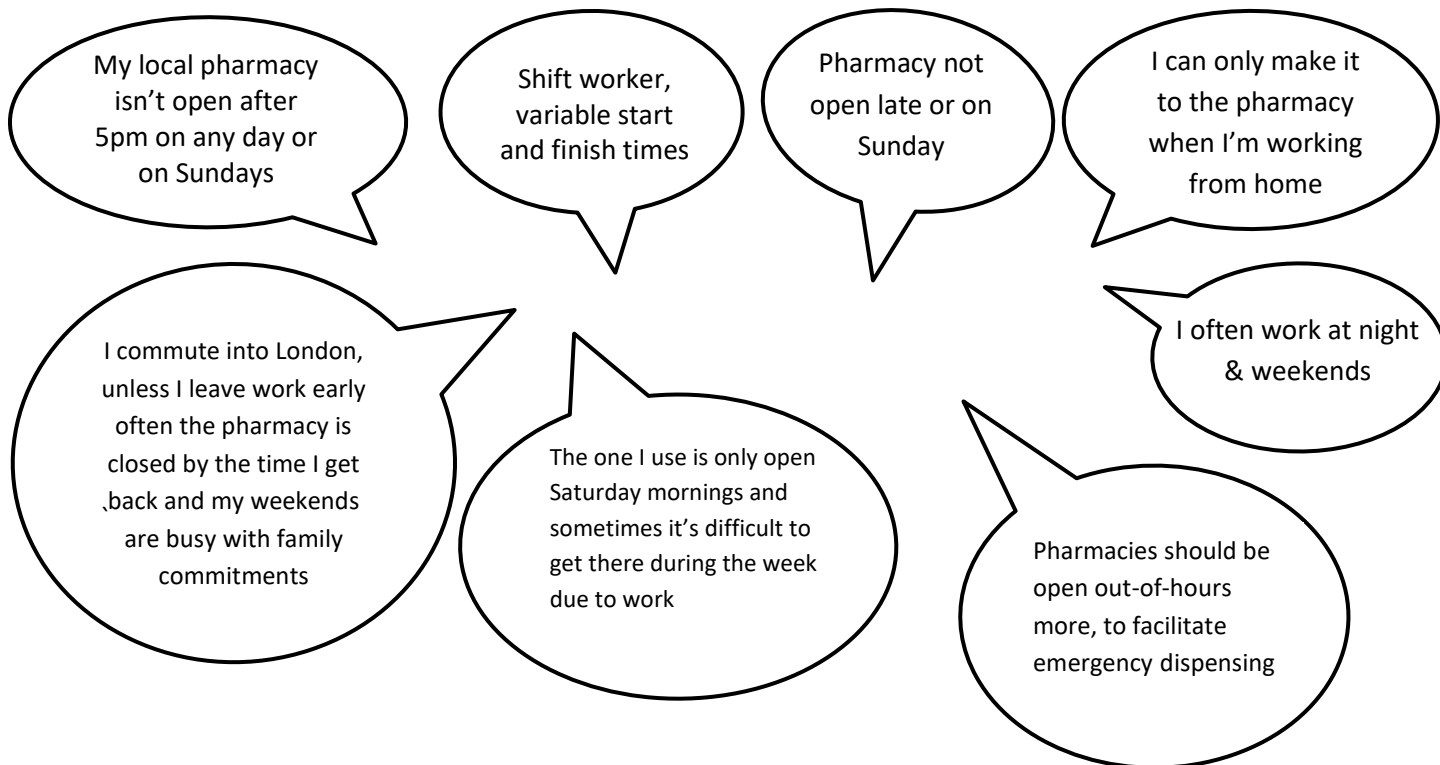 My local pharmacy
isn’t open after
5pm on any day or
on Sundays
Shift worker,
variable start
and finish times
Pharmacy not
open late or on
Sunday
I can only make it
to the pharmacy
when I’m working
from home
I commute into London,
unless I leave work early
often the pharmacy is
closed by the time I get
`back and my weekends
are busy with family
commitments
The one I use is only open
Saturday mornings and
sometimes it’s difficult to
get there during the week
due to work
I often work at night
& weekends
Pharmacies should be
open out-of-hours
more, to facilitate
emergency dispensing